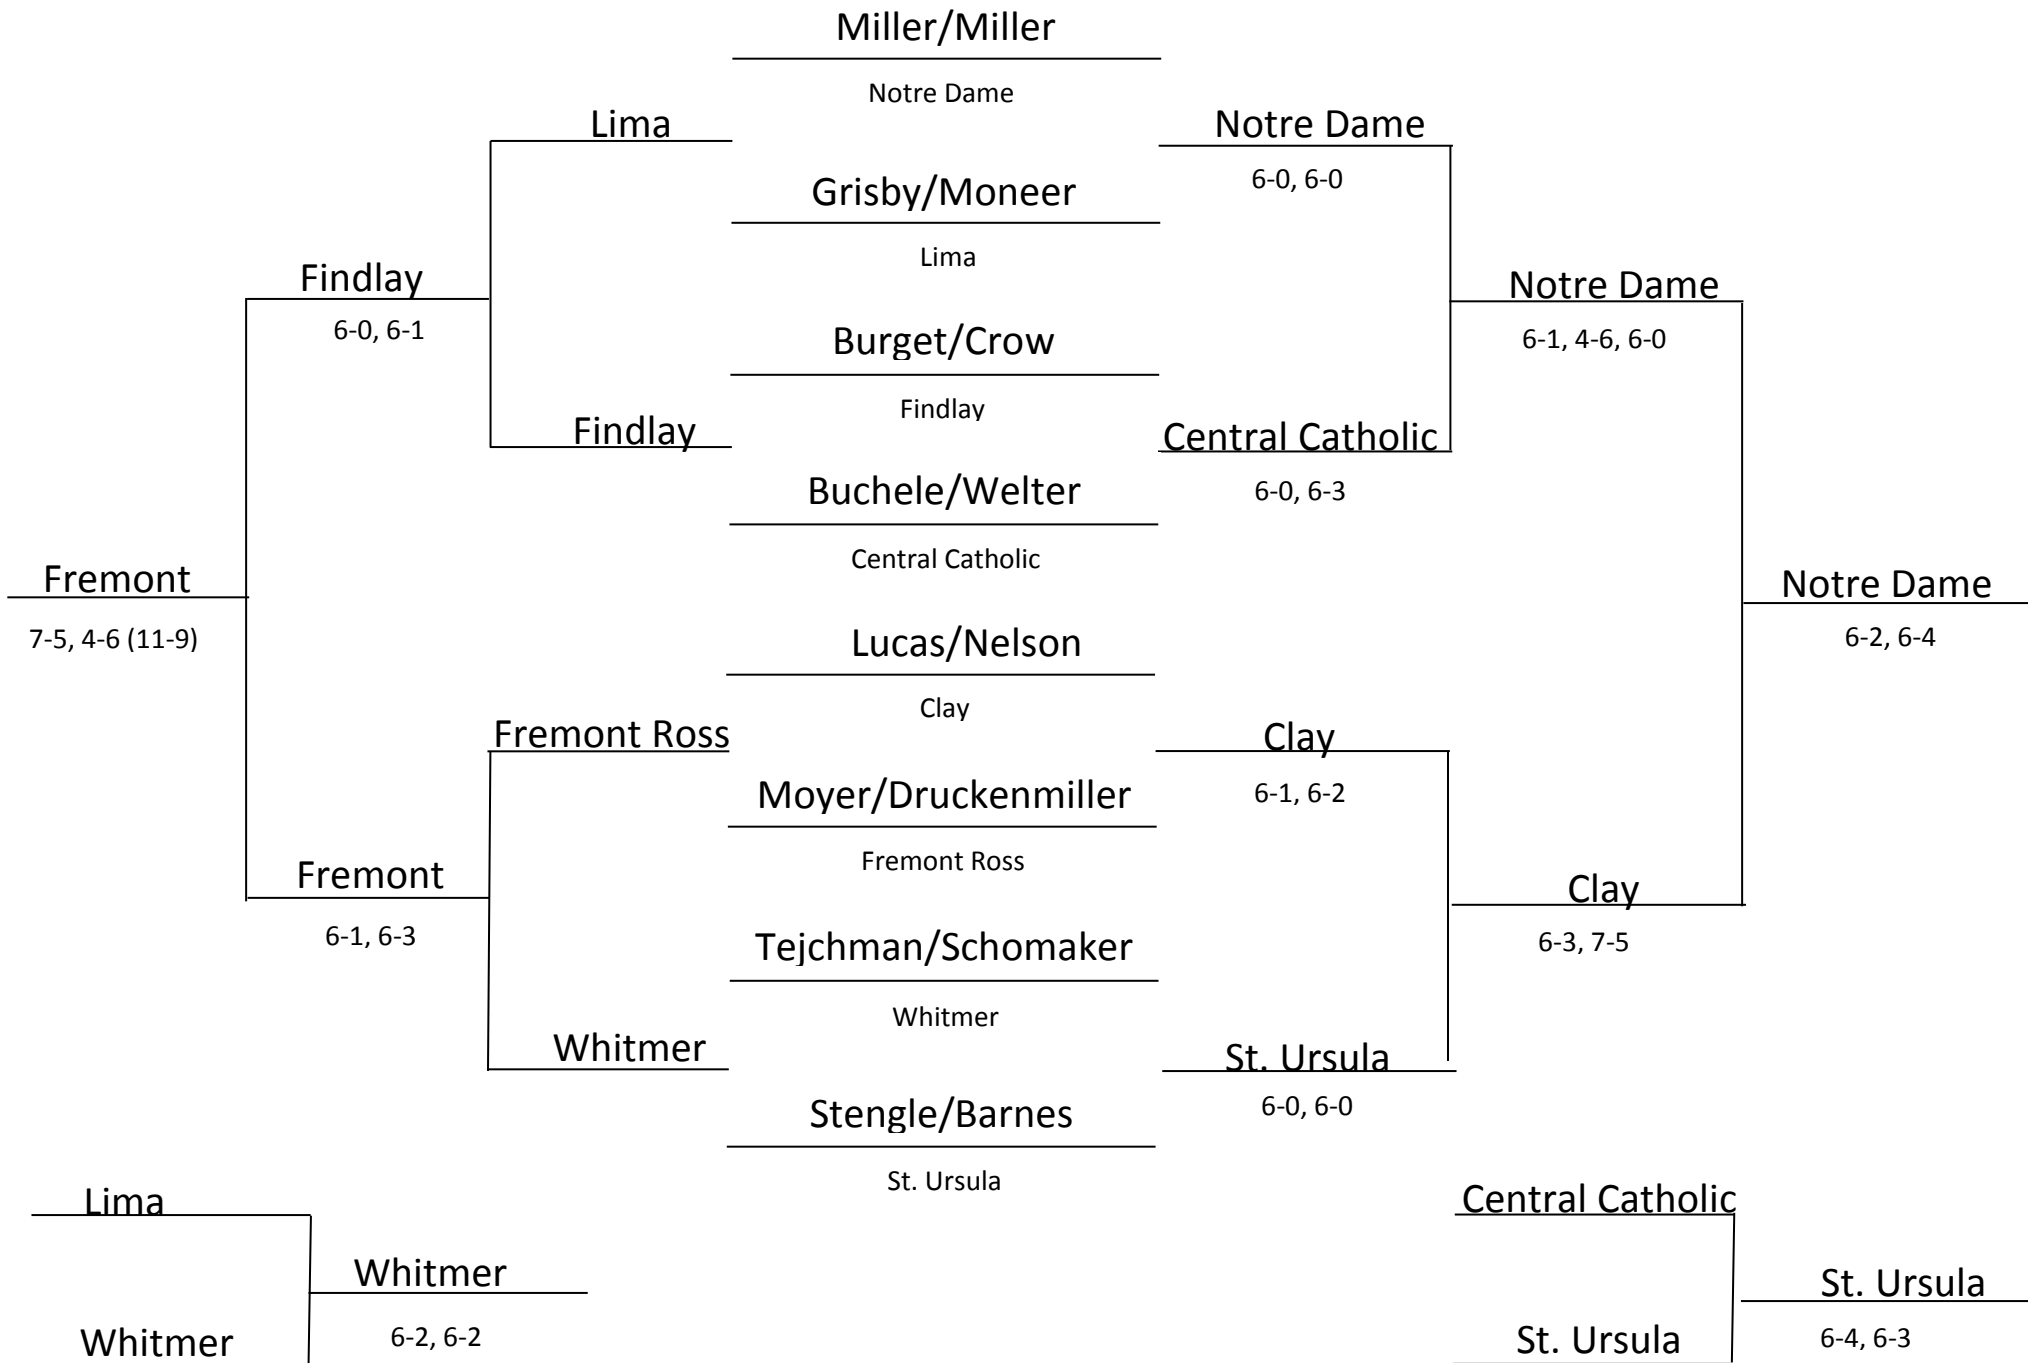 Miller/Miller
Notre Dame
Lima
Notre Dame
6-0, 6-0
Grisby/Moneer
Lima
Findlay
6-0, 6-1
Notre Dame
6-1, 4-6, 6-0
Burget/Crow
Findlay
Findlay
Central Catholic
6-0, 6-3
Buchele/Welter
Central Catholic
Fremont
7-5, 4-6 (11-9)
Notre Dame
6-2, 6-4
Lucas/Nelson
Clay
Fremont Ross
Clay
6-1, 6-2
Moyer/Druckenmiller
Fremont Ross
Fremont
6-1, 6-3
Clay
6-3, 7-5
Tejchman/Schomaker
Whitmer
Whitmer
St. Ursula
6-0, 6-0
Stengle/Barnes
St. Ursula
Lima
Whitmer
6-2, 6-2
Whitmer
Central Catholic
St. Ursula
6-4, 6-3
St. Ursula